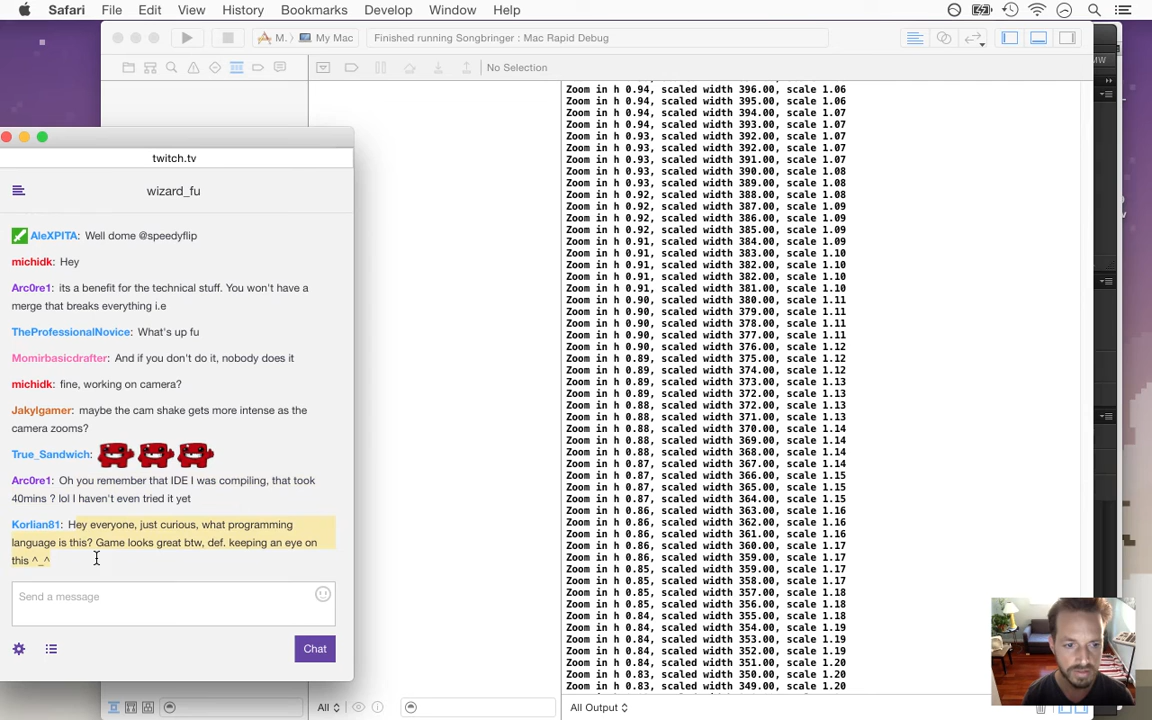 Safari File Edit View History Bookmarks Develop Window Help
M. My Mac
Finished running Songbringer : Mac Rapid Debug
No Selection
twitch.tv
wizard_fu
AleXPITA: Well dome @speedyflip
michidk: Hey
Arc0re1: its a benefit for the technical stuff. You won't have a
merge that breaks everything i.e
TheProfessionalNovice: What's up fu
Momirbasicdrafter: And if you don't do it, nobody does it
michidk: fine, working on camera?
Jakylgamer: maybe the cam shake gets more intense as the
camera zooms?
True_Sandwich:
Arc0re1: Oh you remember that IDE I was compiling, that took
40mins ? lol I haven't even tried it yet
Korlian81: Hey everyone, just curious, what programming
language is this? Game looks great btw, def. keeping an eye on
this ^_^
Send a message
Chat
Zoom in h 0.94, scaled width 396.00, scale 1.06
Zoom in h 0.94, scaled width 395.00, scale 1.06
Zoom in h 0.94, scaled width 394.00, scale 1.07
Zoom in h 0.94, scaled width 393.00, scale 1.07
Zoom in h 0.93, scaled width 392.00, scale 1.07
Zoom in h 0.93, scaled width 392.00, scale 1.07
Zoom in h 0.93, scaled width 391.00, scale 1.07
Zoom in h 0.93, scaled width 390.00, scale 1.08
Zoom in h 0.93, scaled width 389.00, scale 1.08
Zoom in h 0.92, scaled width 388.00, scale 1.08
Zoom in h 0.92, scaled width 387.00, scale 1.09
Zoom in h 0.92, scaled width 386.00, scale 1.09
Zoom in h 0.92, scaled width 385.00, scale 1.09
Zoom in h 0.91, scaled width 384.00, scale 1.09
Zoom in h 0.91, scaled width 383.00, scale 1.10
Zoom in h 0.91, scaled width 382.00, scale 1.10
Zoom in h 0.91, scaled width 382.00, scale 1.10
Zoom in h 0.91, scaled width 381.00, scale 1.10
Zoom in h 0.90, scaled width 380.00, scale 1.11
Zoom in h 0.90, scaled width 379.00, scale 1.11
Zoom in h 0.90, scaled width 378.00, scale 1.11
Zoom in h 0.90, scaled width 377.00, scale 1.11
Zoom in h 0.90, scaled width 376.00, scale 1.12
Zoom in h 0.89, scaled width 375.00, scale 1.12
Zoom in h 0.89, scaled width 374.00, scale 1.12
Zoom in h 0.89, scaled width 373.00, scale 1.13
Zoom in h 0.89, scaled width 372.00, scale 1.13
Zoom in h 0.88, scaled width 372.00, scale 1.13
Zoom in h 0.88, scaled width 371.00, scale 1.13
Zoom in h 0.88, scaled width 370.00, scale 1.14
Zoom in h 0.88, scaled width 369.00, scale 1.14
Zoom in h 0.88, scaled width 368.00, scale 1.14
Zoom in h 0.87, scaled width 367.00, scale 1.14
Zoom in h 0.87, scaled width 366.00, scale 1.15
Zoom in h 0.87, scaled width 365.00, scale 1.15
Zoom in h 0.87, scaled width 364.00, scale 1.15
Zoom in h 0.86, scaled width 363.00, scale 1.16
Zoom in h 0.86, scaled width 362.00, scale 1.16
Zoom in h 0.86, scaled width 361.00, scale 1.16
Zoom in h 0.86, scaled width 360.00, scale 1.17
Zoom in h 0.86, scaled width 359.00, scale 1.17
Zoom in h 0.85, scaled width 359.00, scale 1.17
Zoom in h 0.85, scaled width 358.00, scale 1.17
Zoom in h 0.85, scaled width 357.00, scale 1.18
Zoom in h 0.85, scaled width 356.00, scale 1.18
Zoom in h 0.85, scaled width 355.00, scale 1.18
Zoom in h 0.84, scaled width 354.00, scale 1.19
Zoom in h 0.84, scaled width 353.00, scale 1.19
Zoom in h 0.84, scaled width 352.00, scale 1.19
Zoom in h 0.84, scaled width 351.00, scale 1.20
Zoom in h 0.83, scaled width 350.00, scale 1.20
Zoom in h 0.83, scaled width 349.00, scale 1.20
All
All Output